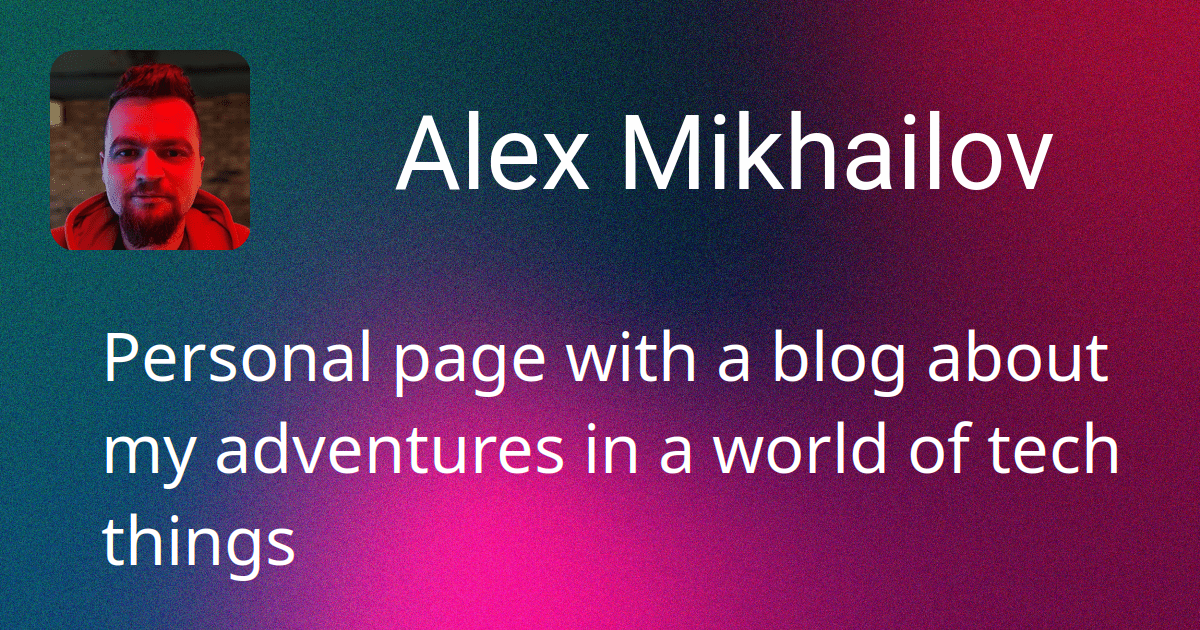 Alex Mikhailov
Personal page with a blog about
my adventures in a world of tech
things